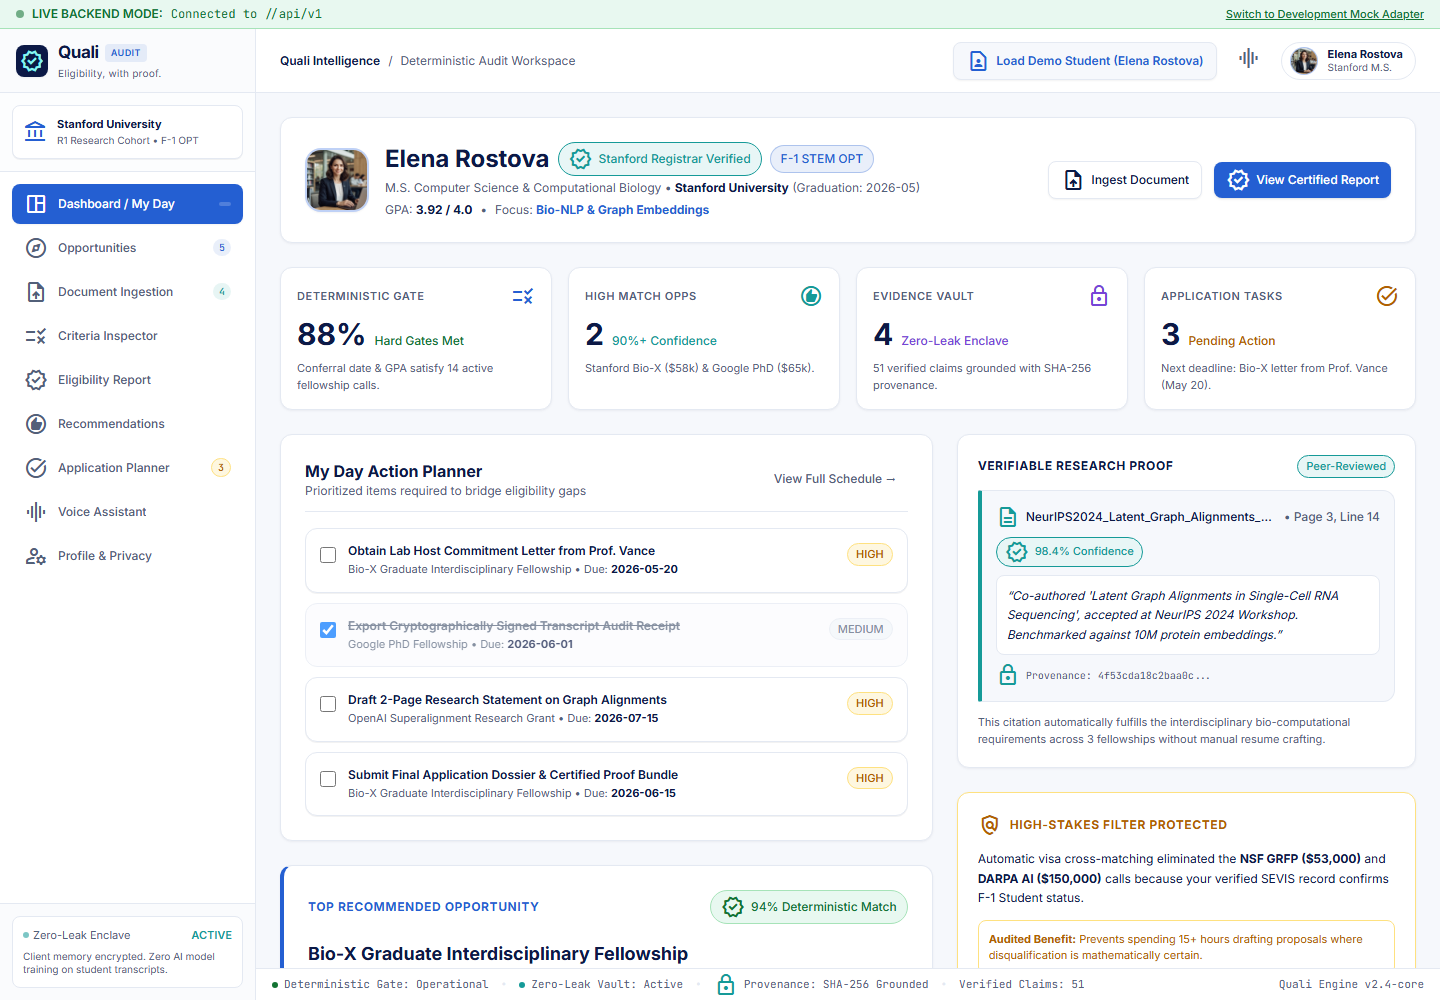 LIVE BACKEND MODE: Connected to //api/v1
Switch to Development Mock Adapter
Quali AUDIT
Eligibility, with proof.
Quali Intelligence / Deterministic Audit Workspace
Load Demo Student (Elena Rostova)
Elena Rostova
Stanford M.S.
Stanford University
R1 Research Cohort • F-1 OPT
Dashboard / My Day
Opportunities 5
Document Ingestion 4
Criteria Inspector
Eligibility Report
Recommendations
Application Planner 3
Voice Assistant
Profile & Privacy
Zero-Leak Enclave ACTIVE
Client memory encrypted. Zero AI model
training on student transcripts.
Elena Rostova Stanford Registrar Verified F-1 STEM OPT
M.S. Computer Science & Computational Biology • Stanford University (Graduation: 2026-05)
GPA: 3.92 / 4.0 • Focus: Bio-NLP & Graph Embeddings
Ingest Document
View Certified Report
DETERMINISTIC GATE
88% Hard Gates Met
Conferral date & GPA satisfy 14 active
fellowship calls.
HIGH MATCH OPPS
2 90%+ Confidence
Stanford Bio-X ($58k) & Google PhD ($65k).
EVIDENCE VAULT
4 Zero-Leak Enclave
51 verified claims grounded with SHA-256
provenance.
APPLICATION TASKS
3 Pending Action
Next deadline: Bio-X letter from Prof. Vance
(May 20).
My Day Action Planner
Prioritized items required to bridge eligibility gaps
View Full Schedule →
Obtain Lab Host Commitment Letter from Prof. Vance
Bio-X Graduate Interdisciplinary Fellowship • Due: 2026-05-20
HIGH
Export Cryptographically Signed Transcript Audit Receipt
Google PhD Fellowship • Due: 2026-06-01
MEDIUM
Draft 2-Page Research Statement on Graph Alignments
OpenAI Superalignment Research Grant • Due: 2026-07-15
HIGH
Submit Final Application Dossier & Certified Proof Bundle
Bio-X Graduate Interdisciplinary Fellowship • Due: 2026-06-15
HIGH
TOP RECOMMENDED OPPORTUNITY
94% Deterministic Match
Bio-X Graduate Interdisciplinary Fellowship
VERIFIABLE RESEARCH PROOF
Peer-Reviewed
NeurIPS2024_Latent_Graph_Alignments_... • Page 3, Line 14
98.4% Confidence
"Co-authored 'Latent Graph Alignments in Single-Cell RNA
Sequencing', accepted at NeurIPS 2024 Workshop.
Benchmarked against 10M protein embeddings."
Provenance: 4f53cda18c2baa0c...
This citation automatically fulfills the interdisciplinary bio-computational
requirements across 3 fellowships without manual resume crafting.
HIGH-STAKES FILTER PROTECTED
Automatic visa cross-matching eliminated the NSF GRFP ($53,000) and
DARPA AI ($150,000) calls because your verified SEVIS record confirms
F-1 Student status.
Audited Benefit: Prevents spending 15+ hours drafting proposals where
disqualification is mathematically certain.
Deterministic Gate: Operational • Zero-Leak Vault: Active • Provenance: SHA-256 Grounded • Verified Claims: 51
Quali Engine v2.4-core